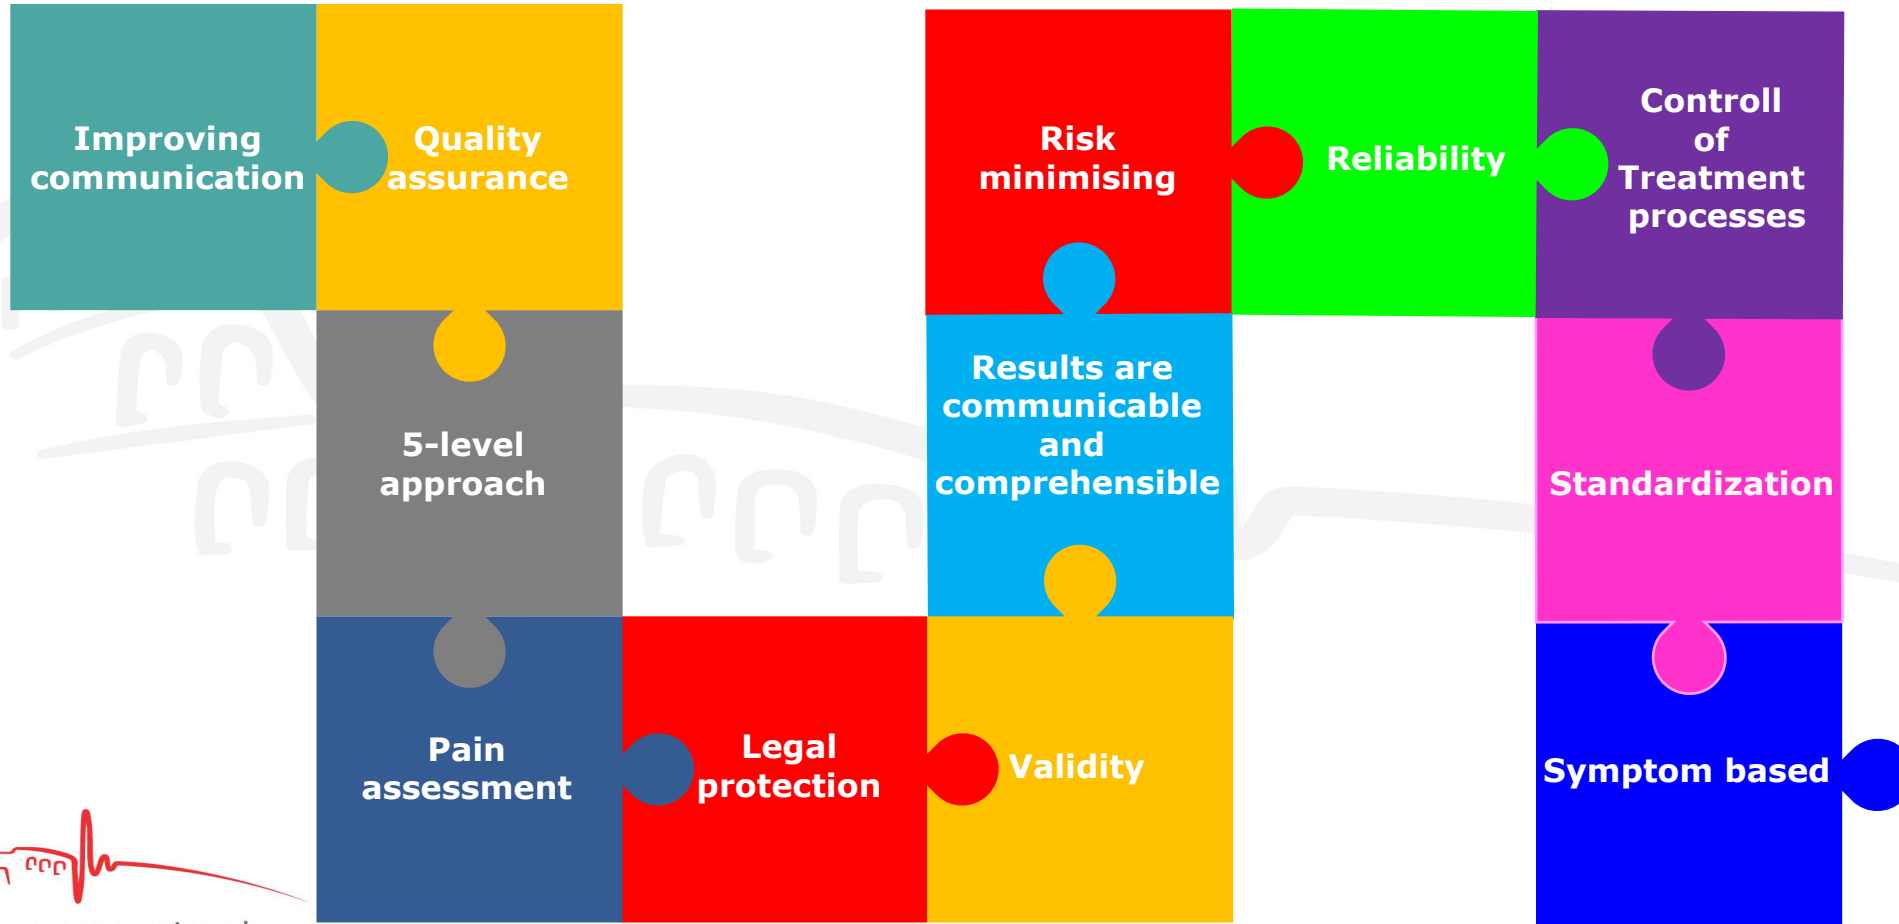 Improving
communication
Quality
assurance
5-level
approach
Pain
assessment
Legal
protection
Validity
Results are
communicable
and
comprehensible
Risk
minimising
Reliability
Controll
of
Treatment
processes
Standardization
Symptom based